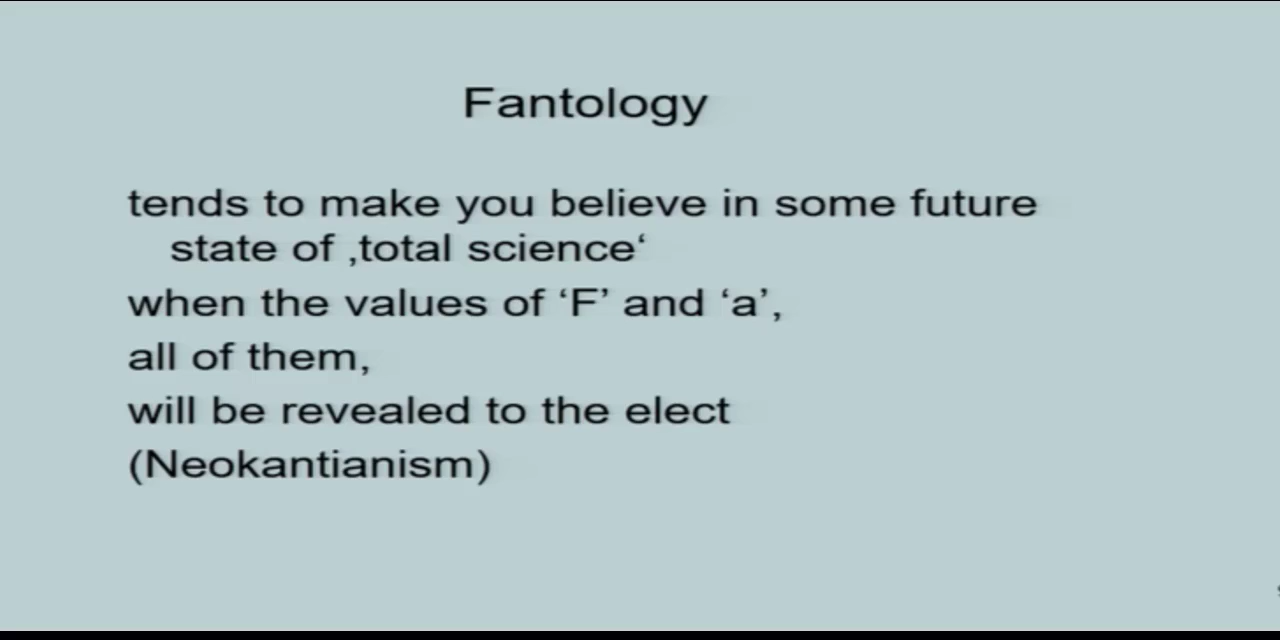 Fantology
tends to make you believe in some future
state of ‚total science‘
when the values of ‘F’ and ‘a’,
all of them,
will be revealed to the elect
(Neokantianism)